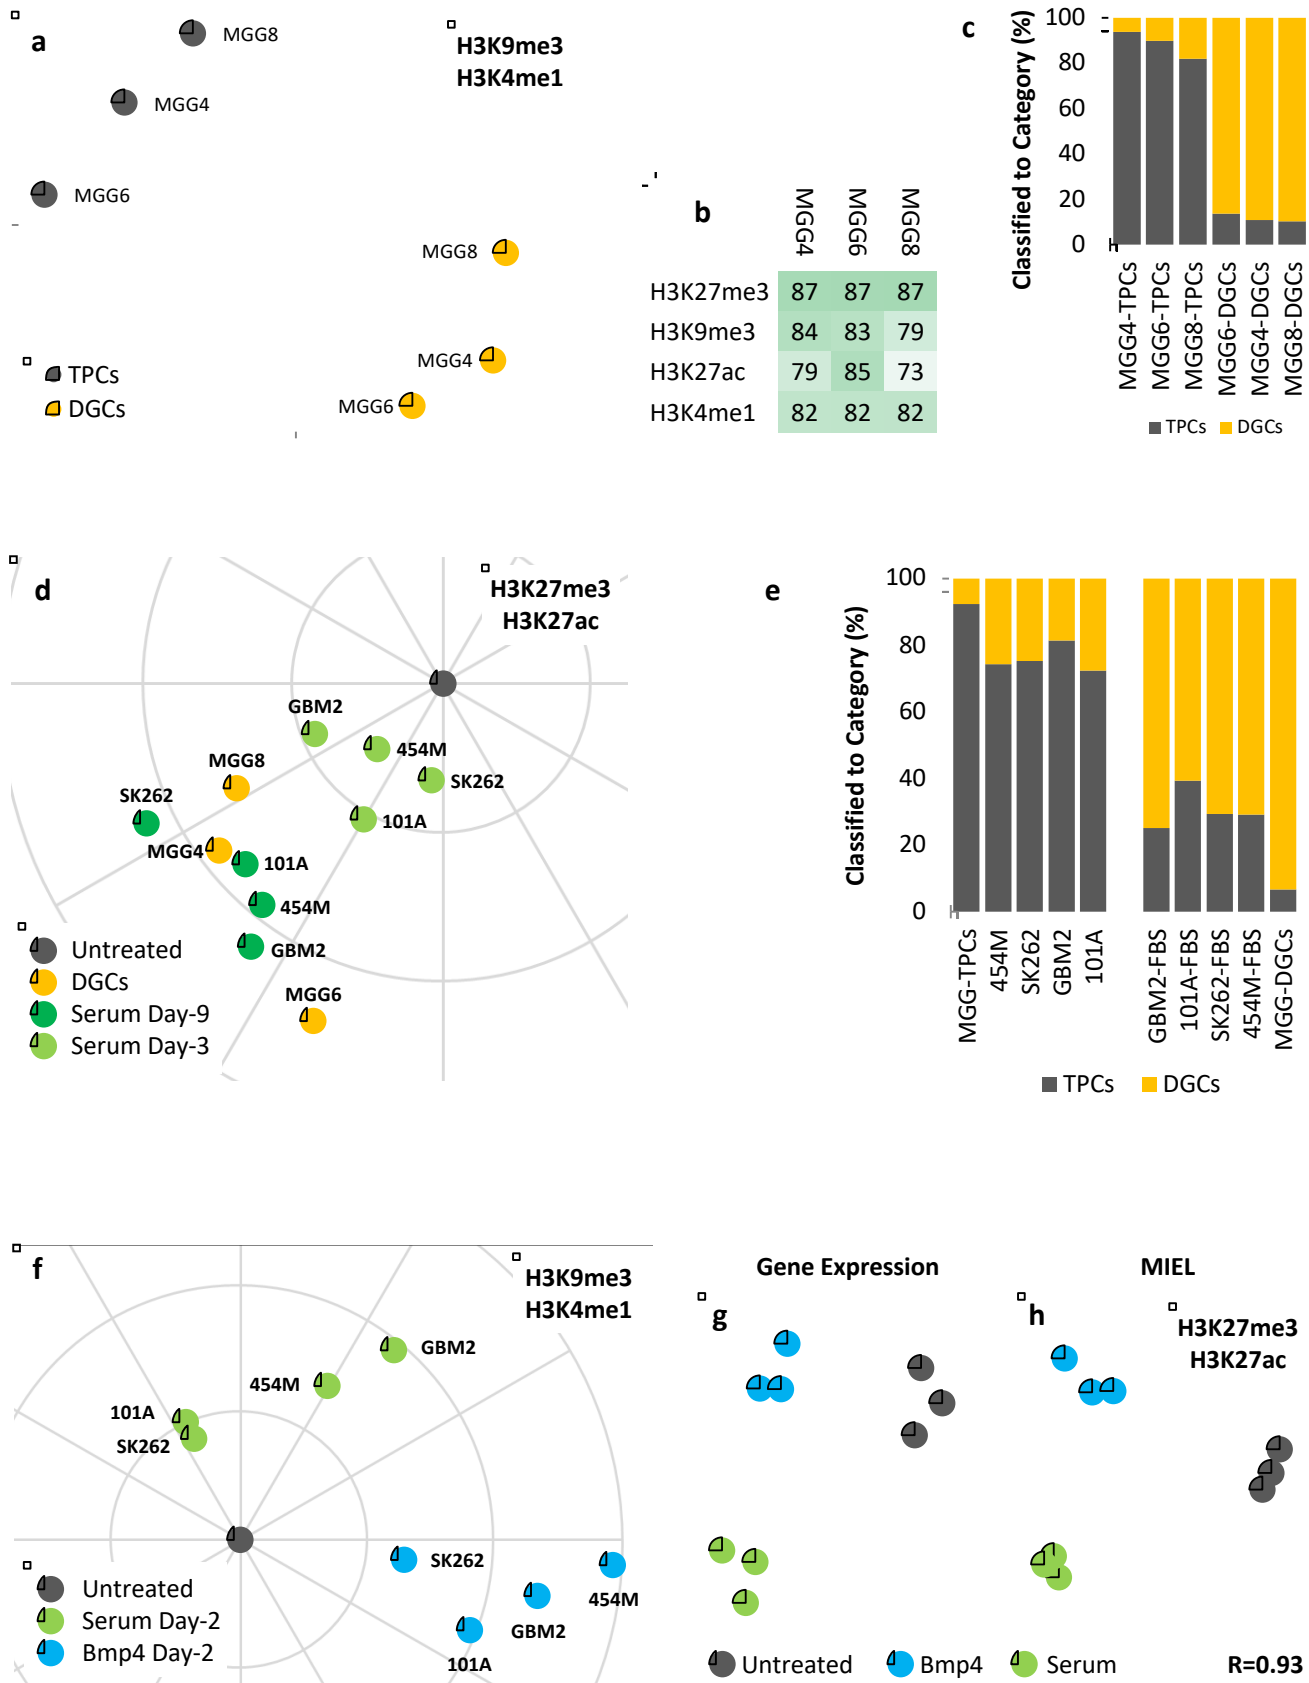 a
MGG8
H3K9me3
H3K4me1
MGG4
MGG6
MGG8
MGG4
MGG6
TPCs
DGCs
b
MGG4 MGG6 MGG8
H3K27me3 87 87 87
H3K9me3 84 83 79
H3K27ac 79 85 73
H3K4me1 82 82 82
c
Classified to Category (%)
100
80
60
40
20
0
MGG4-TPCs
MGG6-TPCs
MGG8-TPCs
MGG6-DGCs
MGG4-DGCs
MGG8-DGCs
TPCs DGCs
d
H3K27me3
H3K27ac
GBM2
454M
MGG8
SK262
SK262
101A
MGG4
101A
454M
GBM2
MGG6
Untreated
DGCs
Serum Day-9
Serum Day-3
e
Classified to Category (%)
100
80
60
40
20
0
MGG-TPCs
454M
SK262
GBM2
101A
GBM2-FBS
101A-FBS
SK262-FBS
454M-FBS
MGG-DGCs
TPCs DGCs
f
H3K9me3
H3K4me1
GBM2
454M
101A
SK262
SK262
454M
GBM2
101A
Untreated
Serum Day-2
Bmp4 Day-2
Gene Expression
g
MIEL
h
H3K27me3
H3K27ac
Untreated Bmp4 Serum
R=0.93